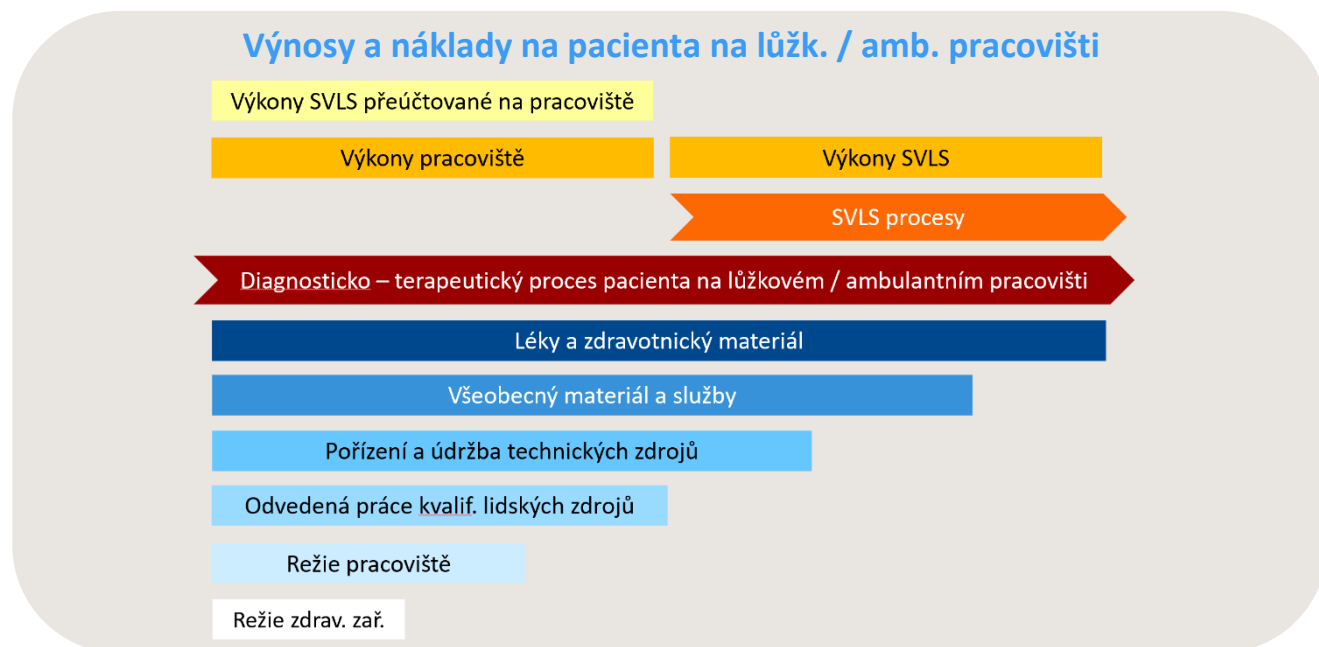 Výnosy a náklady na pacienta na lůžk. / amb. pracovišti
Výkony SVLS přeúčtované na pracoviště
Výkony pracoviště
Výkony SVLS
SVLS procesy
Diagnosticko – terapeutický proces pacienta na lůžkovém / ambulantním pracovišti
Léky a zdravotnický materiál
Všeobecný materiál a služby
Pořízení a údržba technických zdrojů
Odvedená práce kvalif. lidských zdrojů
Režie pracoviště
Režie zdrav. zař.